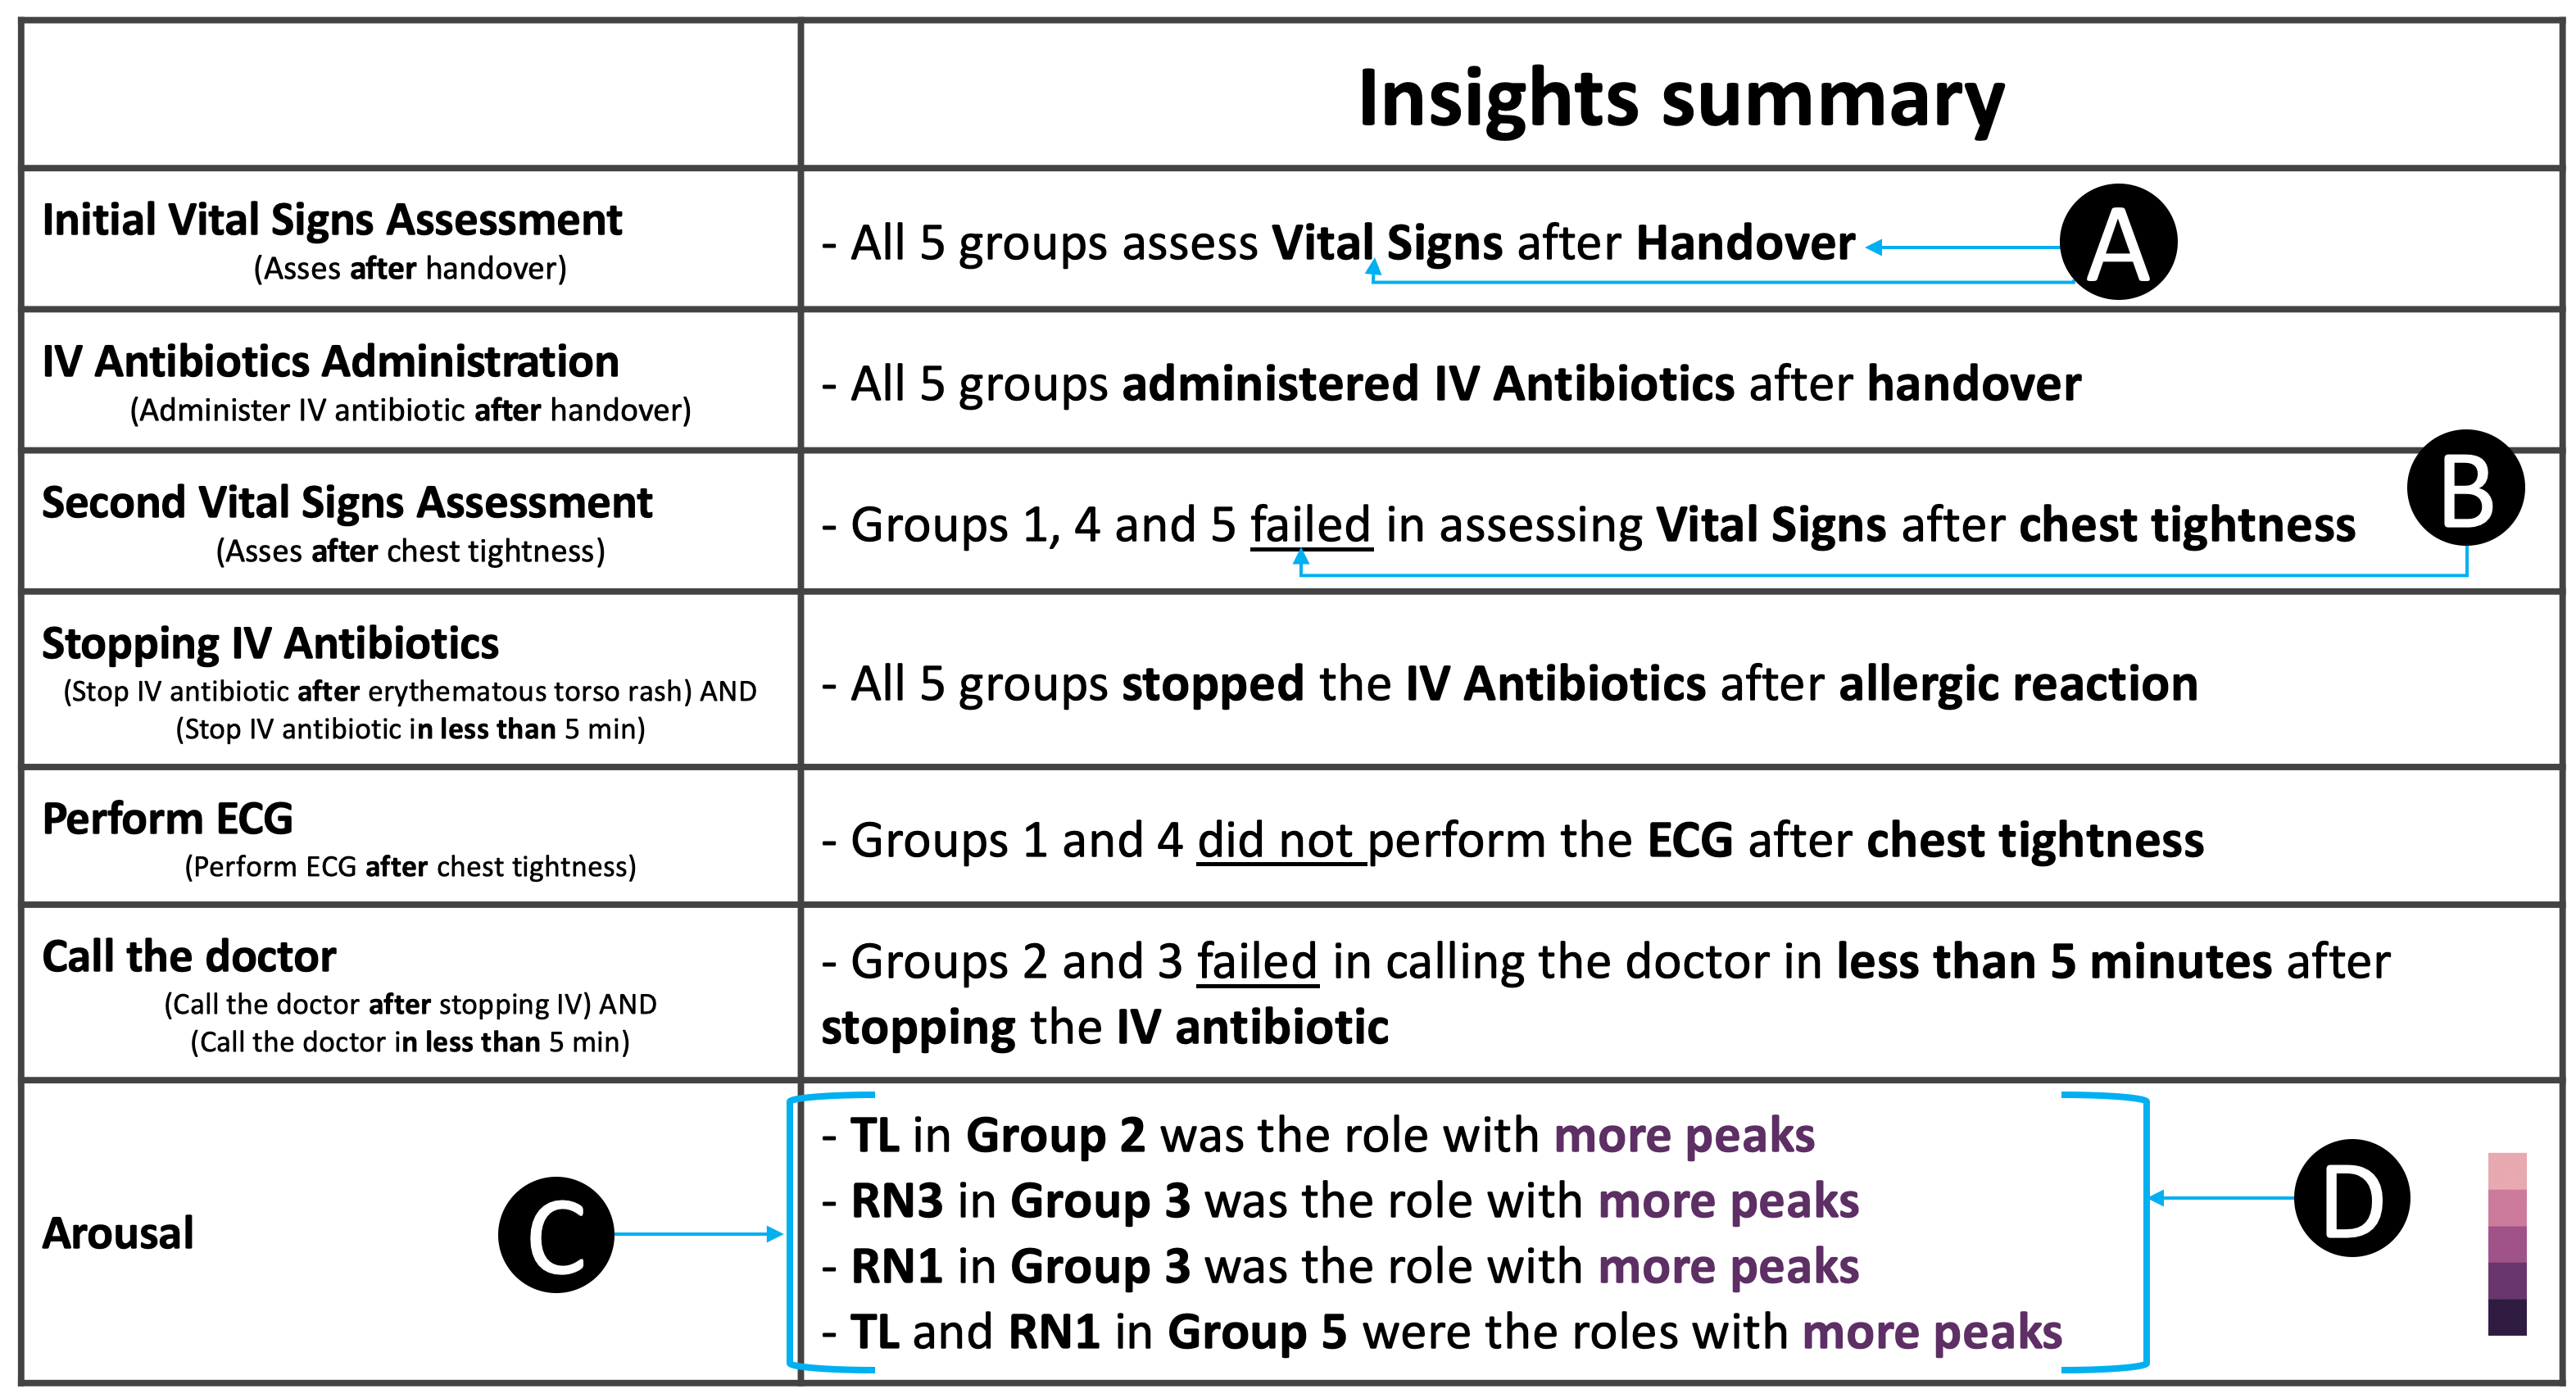 Insights summary
Initial Vital Signs Assessment
(Asses after handover)
- All 5 groups assess Vital Signs after Handover
A
IV Antibiotics Administration
(Administer IV antibiotic after handover)
- All 5 groups administered IV Antibiotics after handover
Second Vital Signs Assessment
(Asses after chest tightness)
- Groups 1, 4 and 5 failed in assessing Vital Signs after chest tightness
B
Stopping IV Antibiotics
(Stop IV antibiotic after erythematous torso rash) AND
(Stop IV antibiotic in less than 5 min)
- All 5 groups stopped the IV Antibiotics after allergic reaction
Perform ECG
(Perform ECG after chest tightness)
- Groups 1 and 4 did not perform the ECG after chest tightness
Call the doctor
(Call the doctor after stopping IV) AND
(Call the doctor in less than 5 min)
- Groups 2 and 3 failed in calling the doctor in less than 5 minutes after
stopping the IV antibiotic
Arousal
C
- TL in Group 2 was the role with more peaks
- RN3 in Group 3 was the role with more peaks
- RN1 in Group 3 was the role with more peaks
- TL and RN1 in Group 5 were the roles with more peaks
D